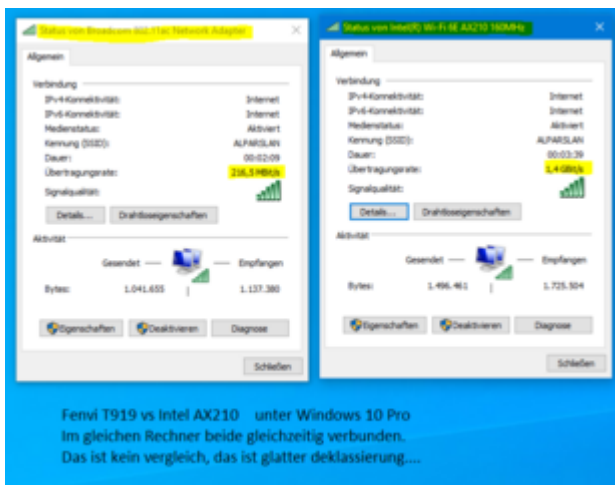 Status von Broadcom 802.11ac Network Adapter
Allgemein
Verbindung
IPv4-Konnektivität: Internet
IPv6-Konnektivität: Internet
Medienstatus: Aktiviert
Kennung (SSID): ALPARSLAN
Dauer: 00:02:09
Übertragungsrate: 216,5 MBit/s
Signalqualität:
Details... Drahtloseigenschaften
Aktivität
Gesendet — — Empfangen
Bytes: 1.041.655 | 1.137.380
Eigenschaften Deaktivieren Diagnose
Schließen
Status von Intel(R) Wi-Fi 6E AX210 160MHz
Allgemein
Verbindung
IPv4-Konnektivität: Internet
IPv6-Konnektivität: Internet
Medienstatus: Aktiviert
Kennung (SSID): ALPARSLAN
Dauer: 00:03:39
Übertragungsrate: 1,4 GBit/s
Signalqualität:
Details... Drahtloseigenschaften
Aktivität
Gesendet — — Empfangen
Bytes: 1.496.461 | 1.725.504
Eigenschaften Deaktivieren Diagnose
Schließen
Fenvi T919 vs Intel AX210 unter Windows 10 Pro
Im gleichen Rechner beide gleichzeitig verbunden.
Das ist kein vergleich, das ist glatter deklassierung....